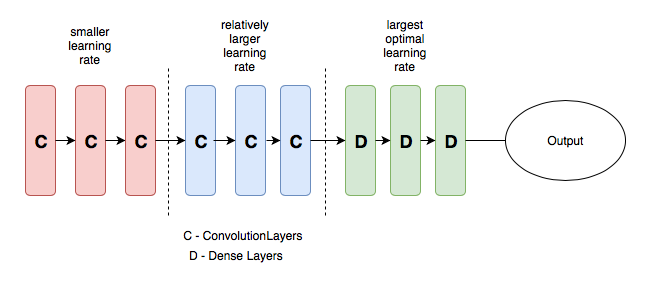 smaller
learning
rate
relatively
larger
learning
rate
largest
optimal
learning
rate
C C C C C C D D D Output
C - ConvolutionLayers
D - Dense Layers